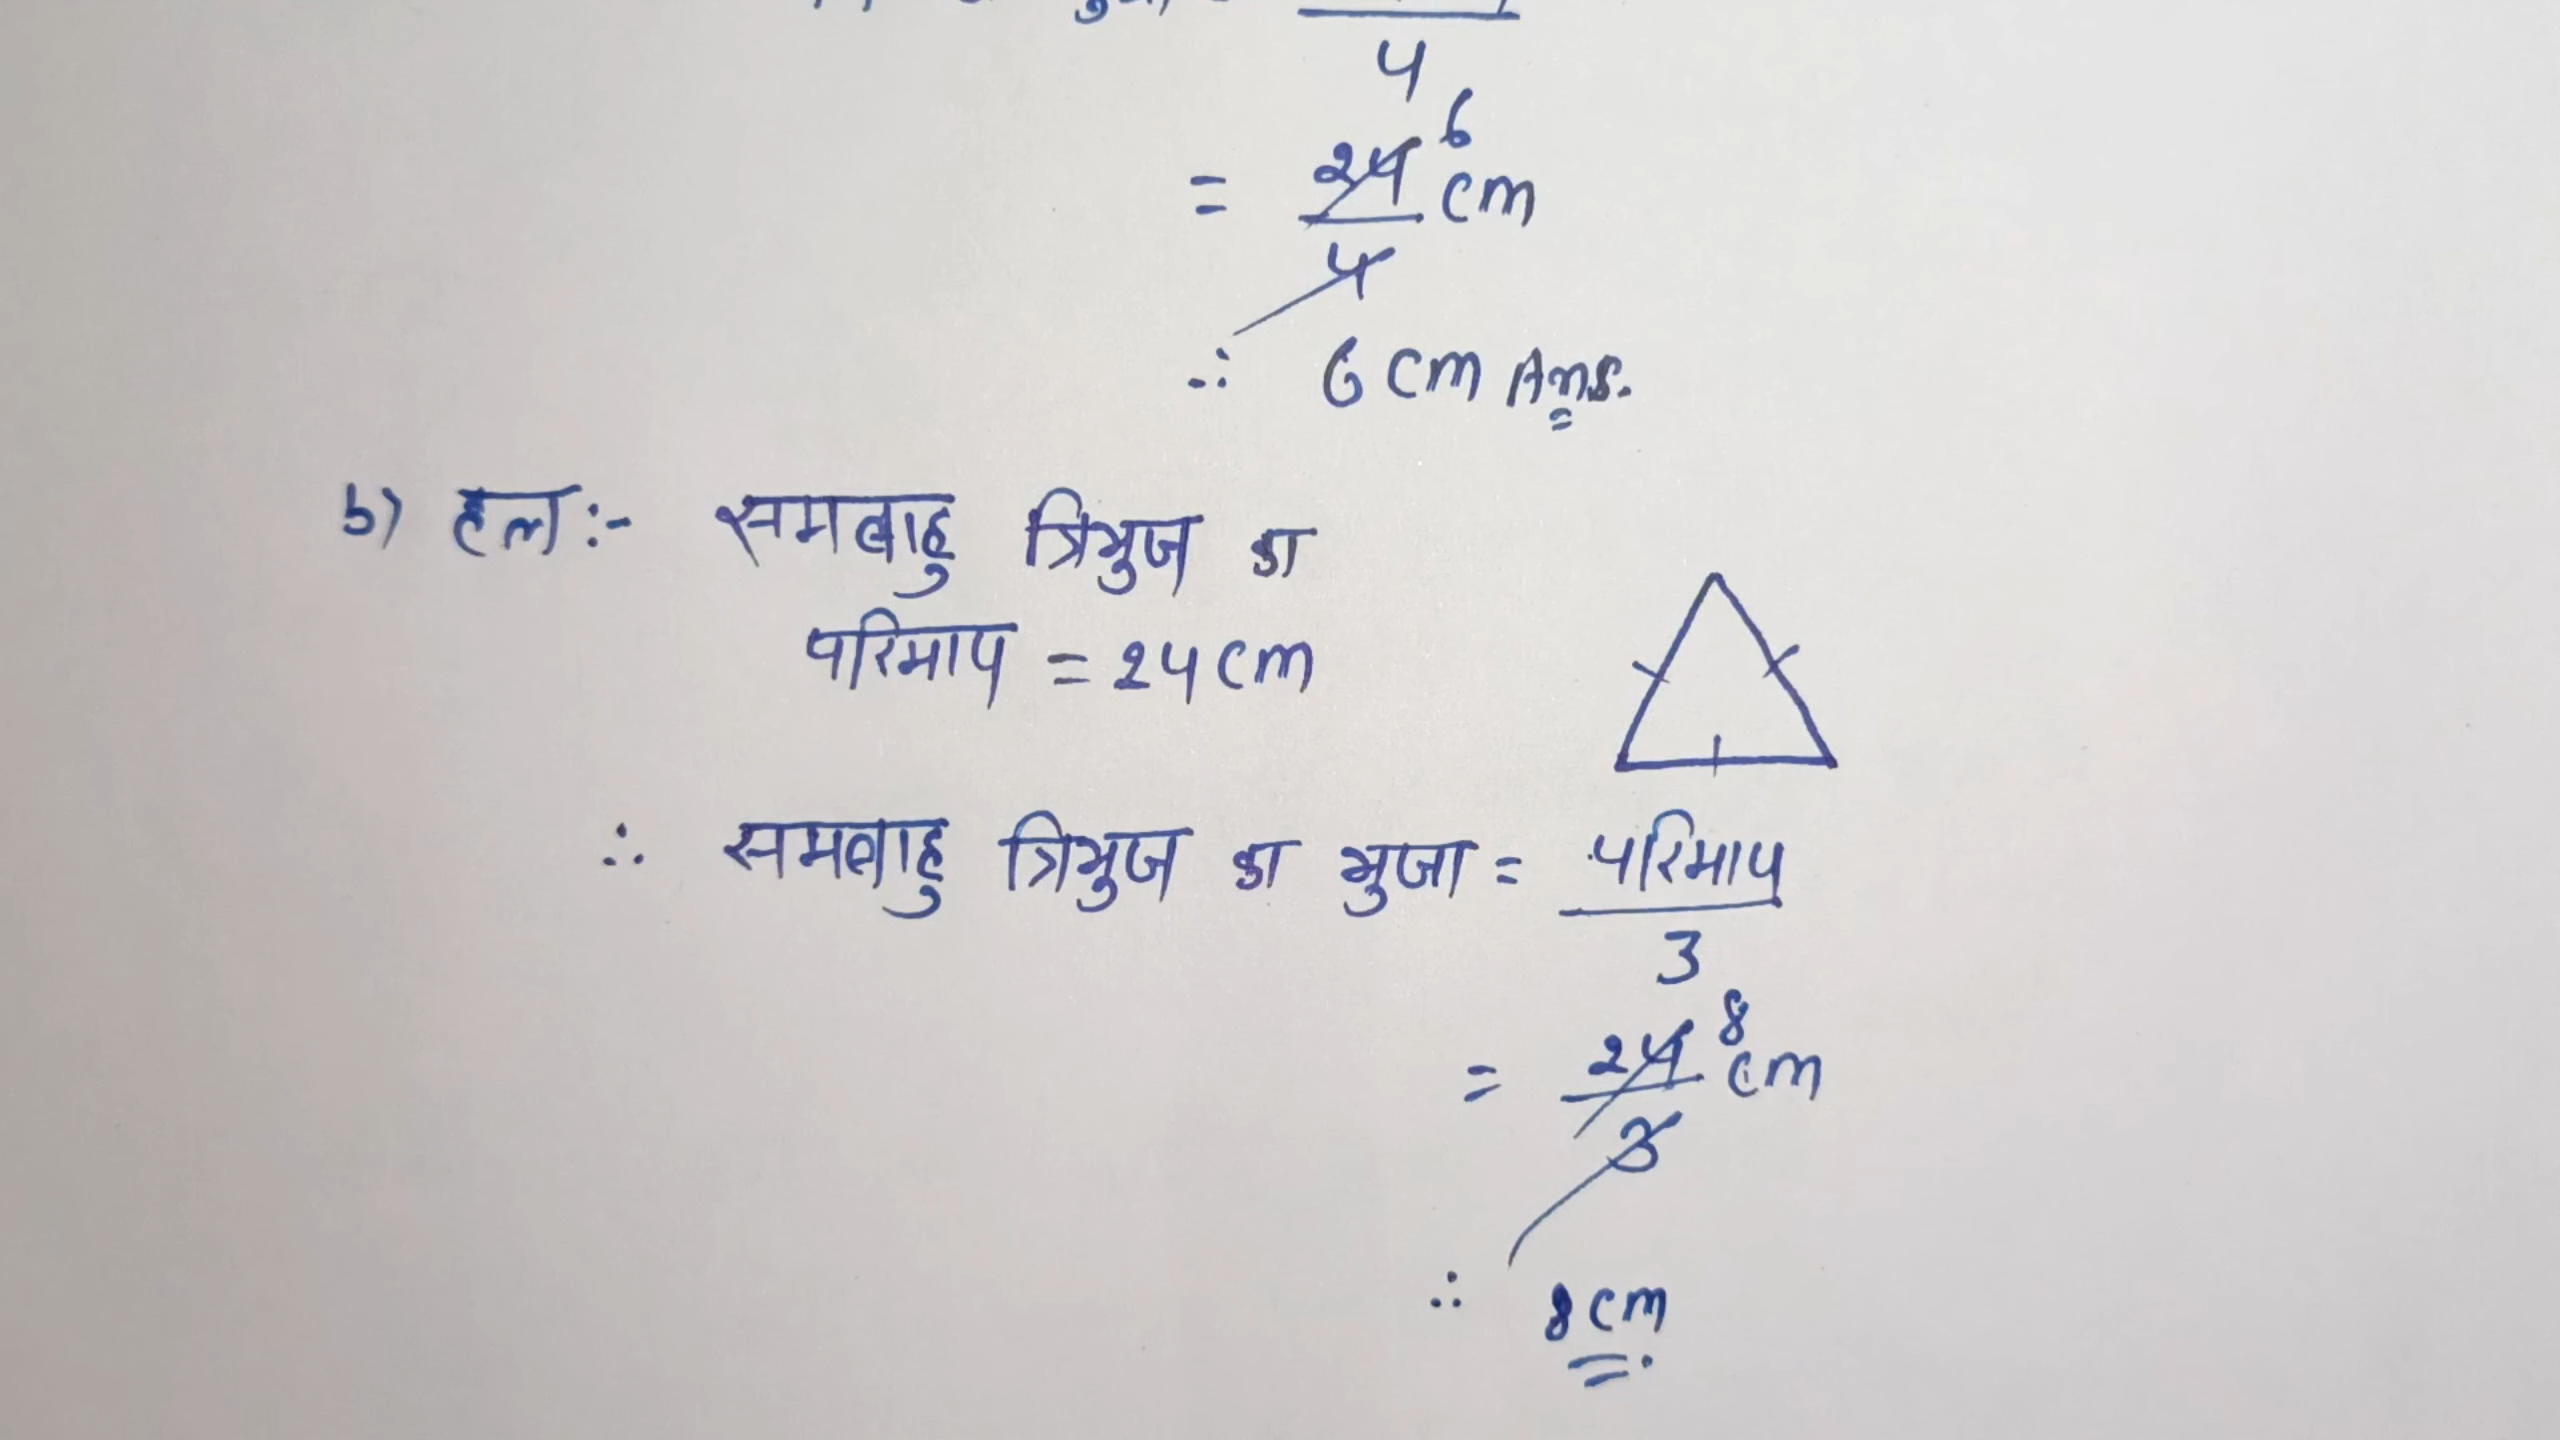 4
= 24/4 6 cm
∴ 6 cm Ans.
b) हल :- समबाहु त्रिभुज का
परिमाप = 24 cm
∴ समबाहु त्रिभुज का भुजा = परिमाप
3
= 24/3 8 cm
∴ 8 cm